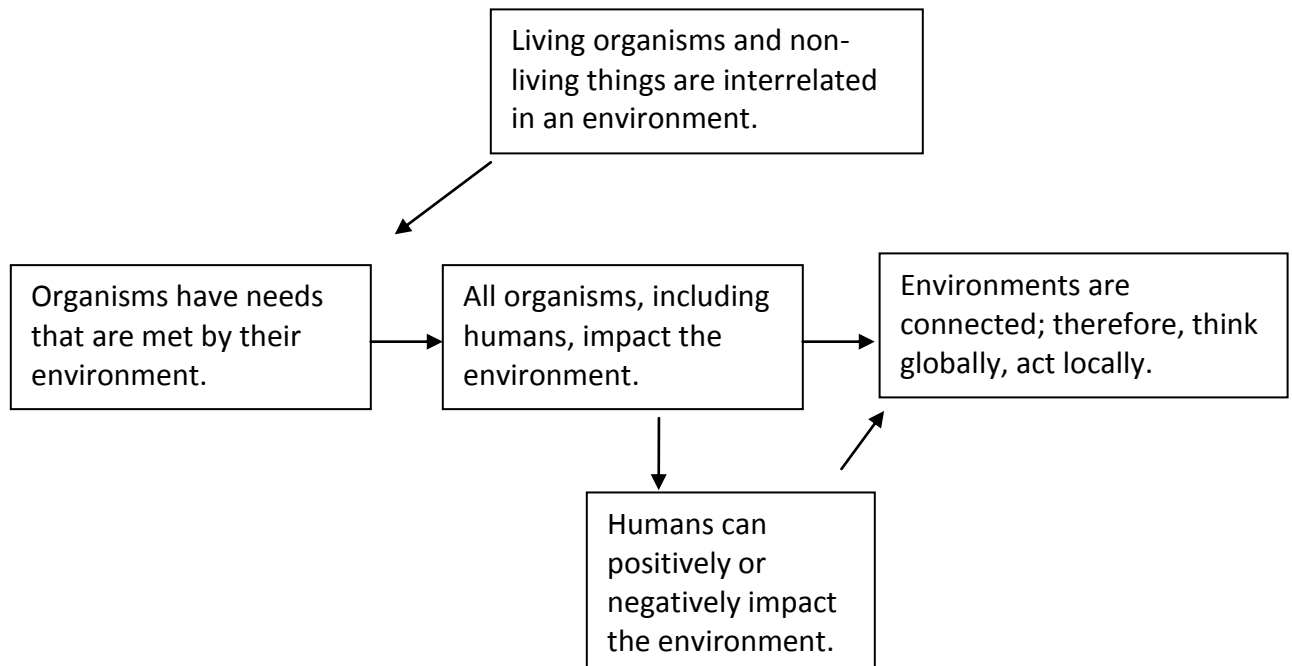 Living organisms and non-
living things are interrelated
in an environment.
Organisms have needs
that are met by their
environment.
All organisms, including
humans, impact the
environment.
Environments are
connected; therefore, think
globally, act locally.
Humans can
positively or
negatively impact
the environment.